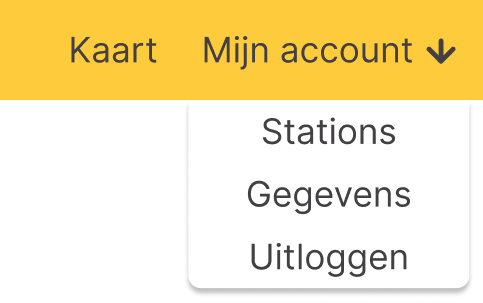 Kaart Mijn account
Stations
Gegevens
Uitloggen